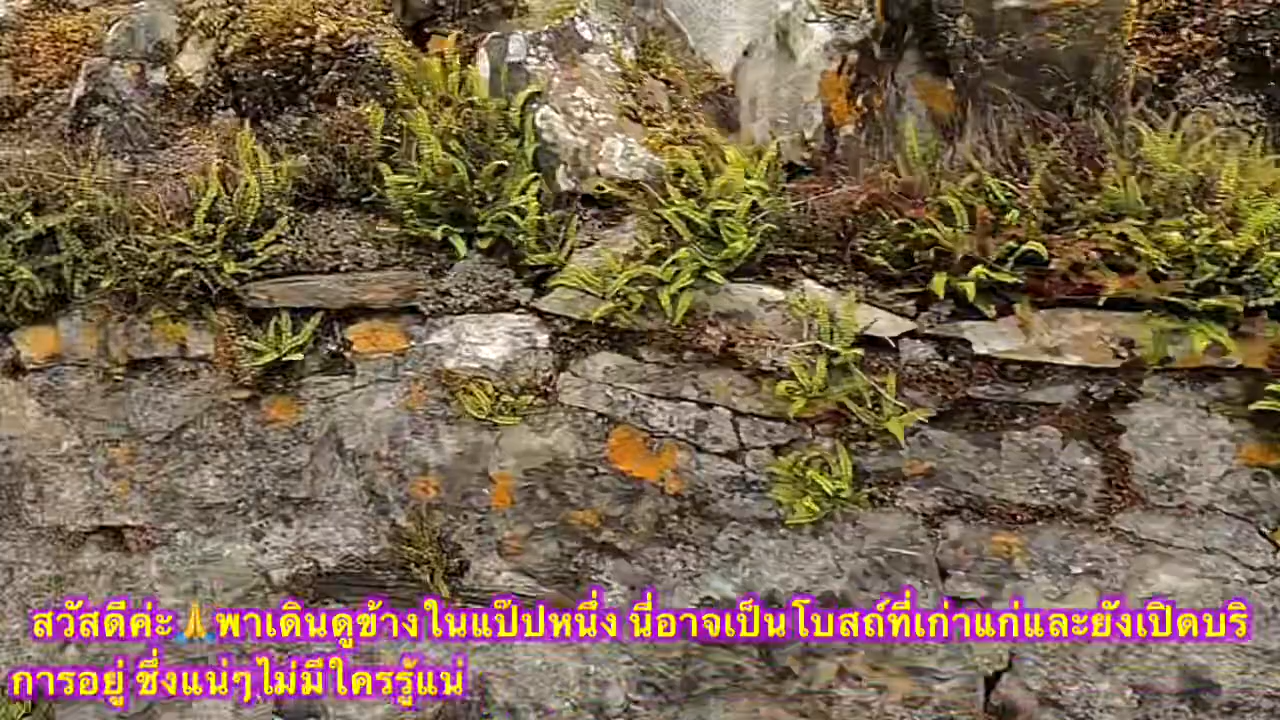 สวัสดีค่ะ🙏พาเดินดูข้างในแป๊ปหนึ่ง นี่อาจเป็นโบสถ์ที่เก่าแก่และยังเปิดบริ
การอยู่ ซึ่งแน่ๆไม่มีใครรู้แน่